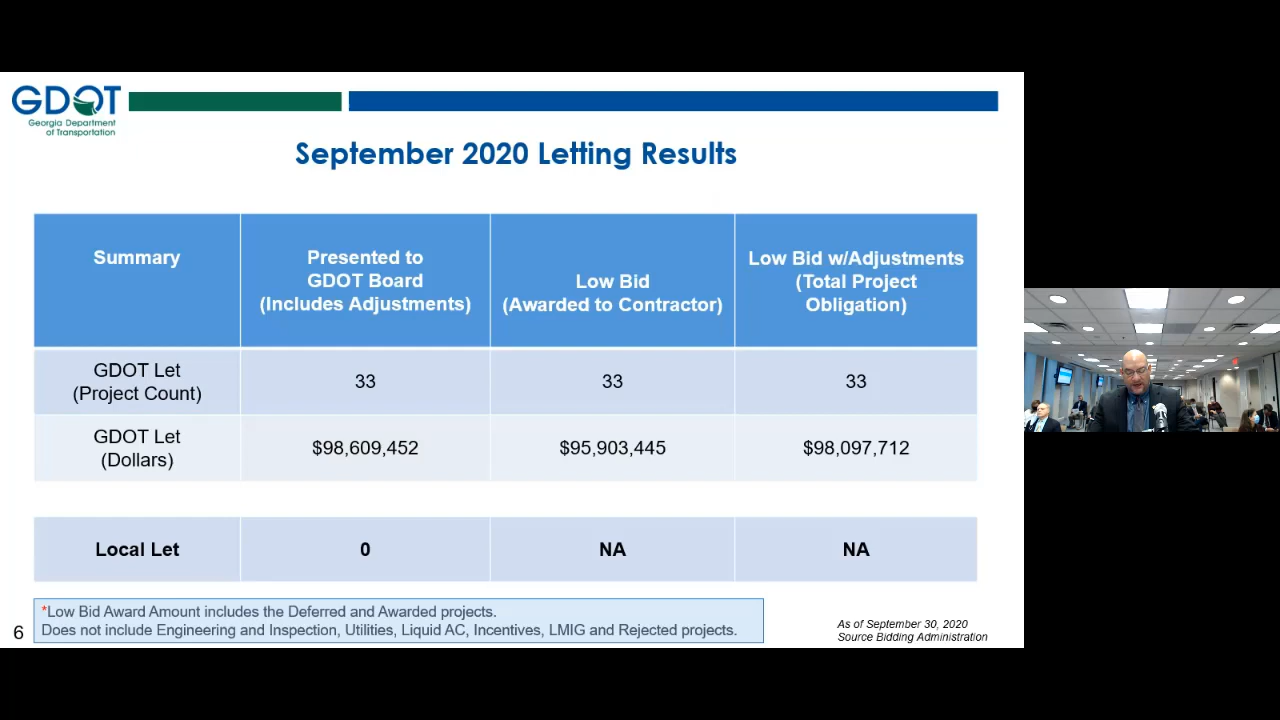 GDOT
Georgia Department
of Transportation
September 2020 Letting Results
Summary
Presented to
GDOT Board
(Includes Adjustments)
Low Bid
(Awarded to Contractor)
Low Bid w/Adjustments
(Total Project
Obligation)
GDOT Let
(Project Count)
33
33
33
GDOT Let
(Dollars)
$98,609,452
$95,903,445
$98,097,712
Local Let
0
NA
NA
*Low Bid Award Amount includes the Deferred and Awarded projects.
Does not include Engineering and Inspection, Utilities, Liquid AC, Incentives, LMIG and Rejected projects.
6
As of September 30, 2020
Source Bidding Administration